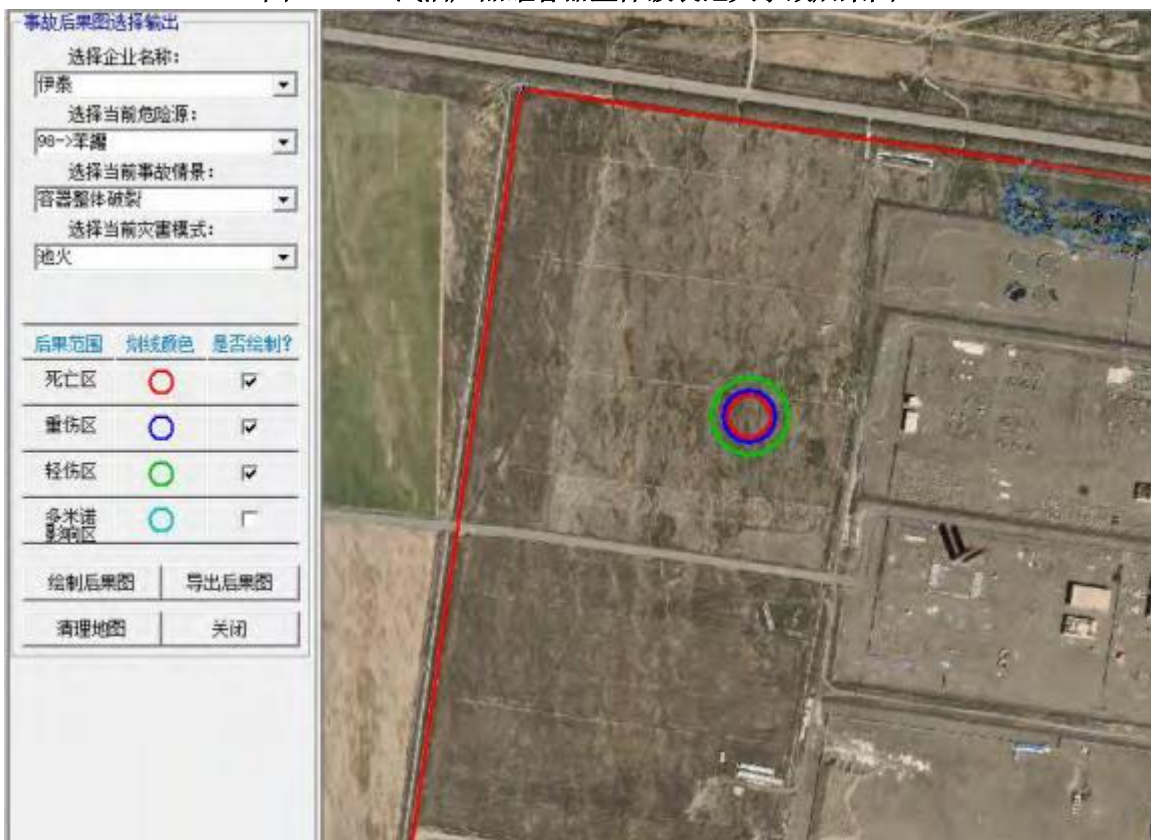 事故后果图选择输出
选择企业名称：
伊泰
选择当前危险源：
98->苯罐
选择当前事故情景：
容器整体破裂
选择当前灾害模式：
池火
后果范围 划线颜色 是否绘制?
死亡区
重伤区
轻伤区
多米诺
影响区
绘制后果图 导出后果图
清理地图 关闭